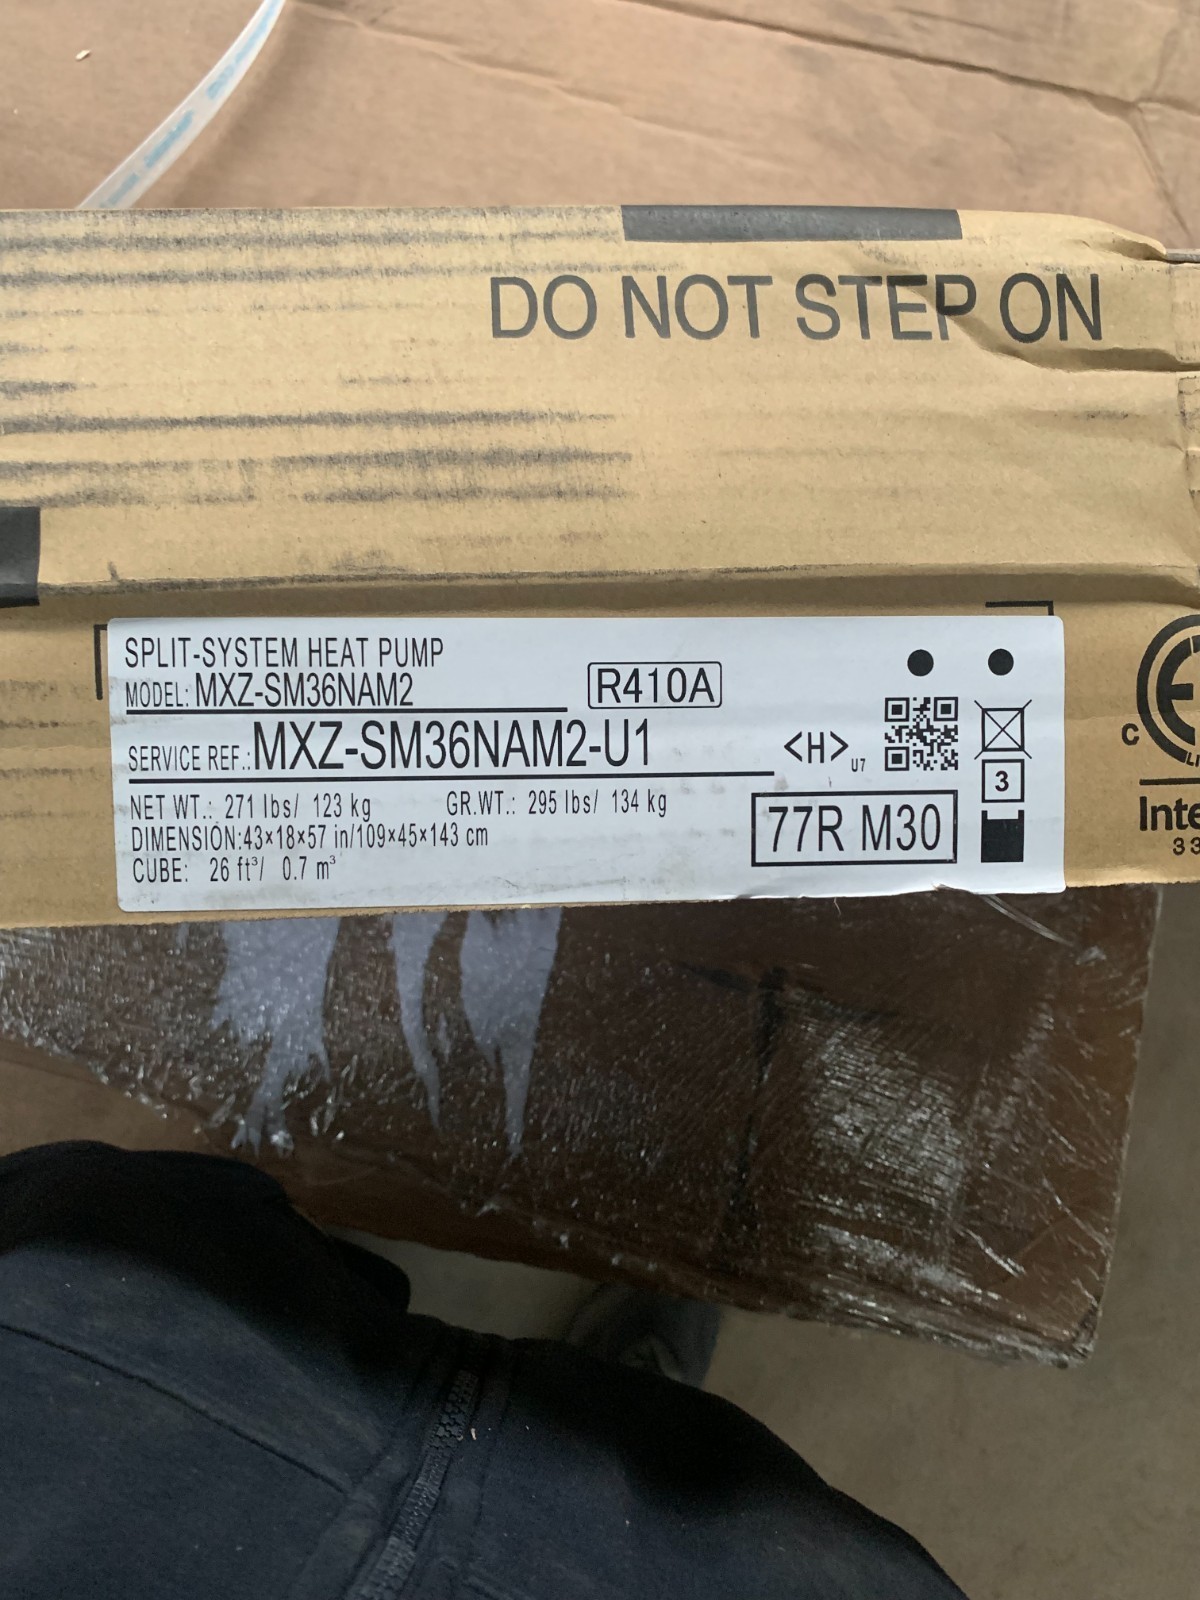 DO NOT STEP ON
SPLIT-SYSTEM HEAT PUMP
MODEL: MXZ-SM36NAM2
R410A
SERVICE REF.: MXZ-SM36NAM2-U1
<H> U7
NET WT.: 271 lbs/ 123 kg GR.WT.: 295 lbs/ 134 kg
DIMENSION:43×18×57 in/109×45×143 cm
CUBE: 26 ft³/ 0.7 m³
77R M30
3
C
Inte
33